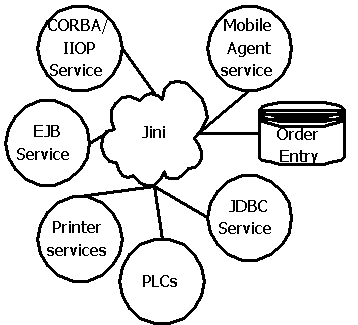 CORBA/
IIOP
Service
Mobile
Agent
service
EJB
Service
Jini
Order
Entry
Printer
services
JDBC
Service
PLCs